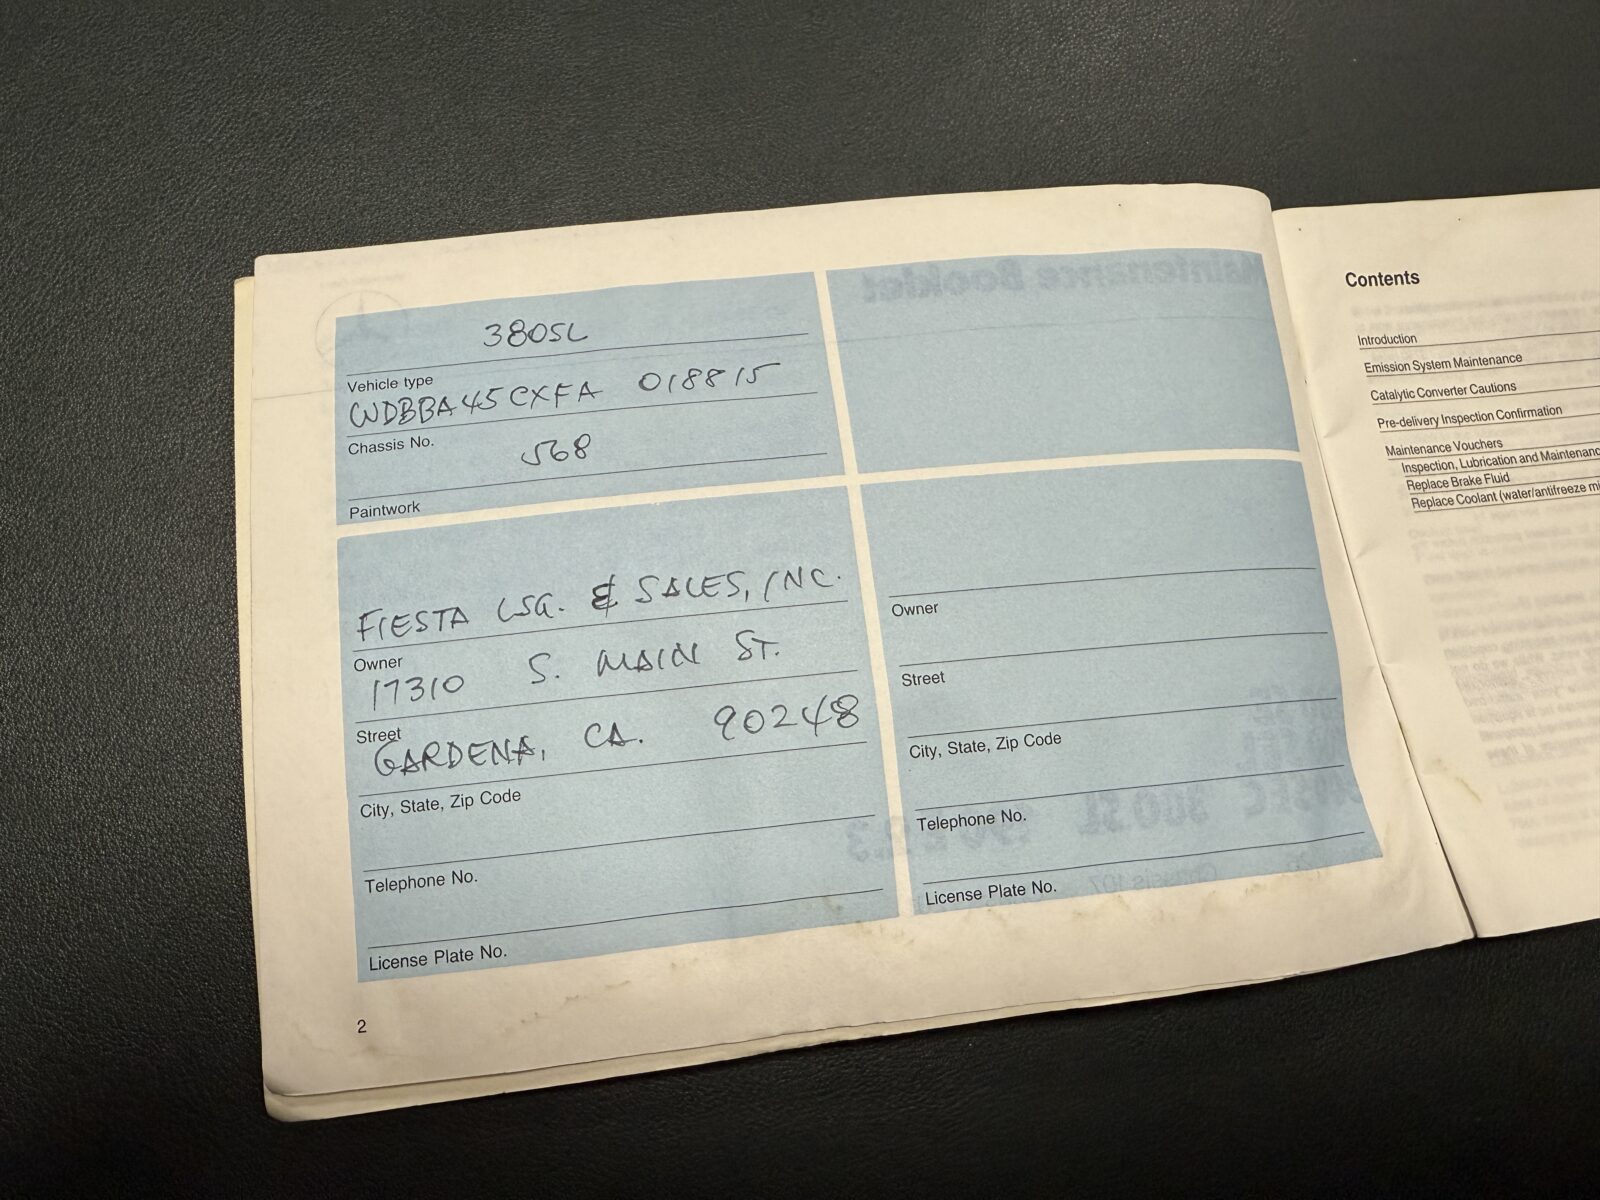 380SL
Vehicle type
WDBBA45CXFA 018815
Chassis No.
568
Paintwork
FIESTA LSG. & SALES, INC.
Owner
17310 S. MAIN ST.
Street
GARDENA, CA. 90248
City, State, Zip Code
Telephone No.
License Plate No.
Maintenance Booklet
Owner
Street
City, State, Zip Code
Telephone No.
License Plate No.
2
Contents
Introduction
Emission System Maintenance
Catalytic Converter Cautions
Pre-delivery Inspection Confirmation
Maintenance Vouchers
Inspection, Lubrication and Maintenanc
Replace Brake Fluid
Replace Coolant (water/antifreeze mi